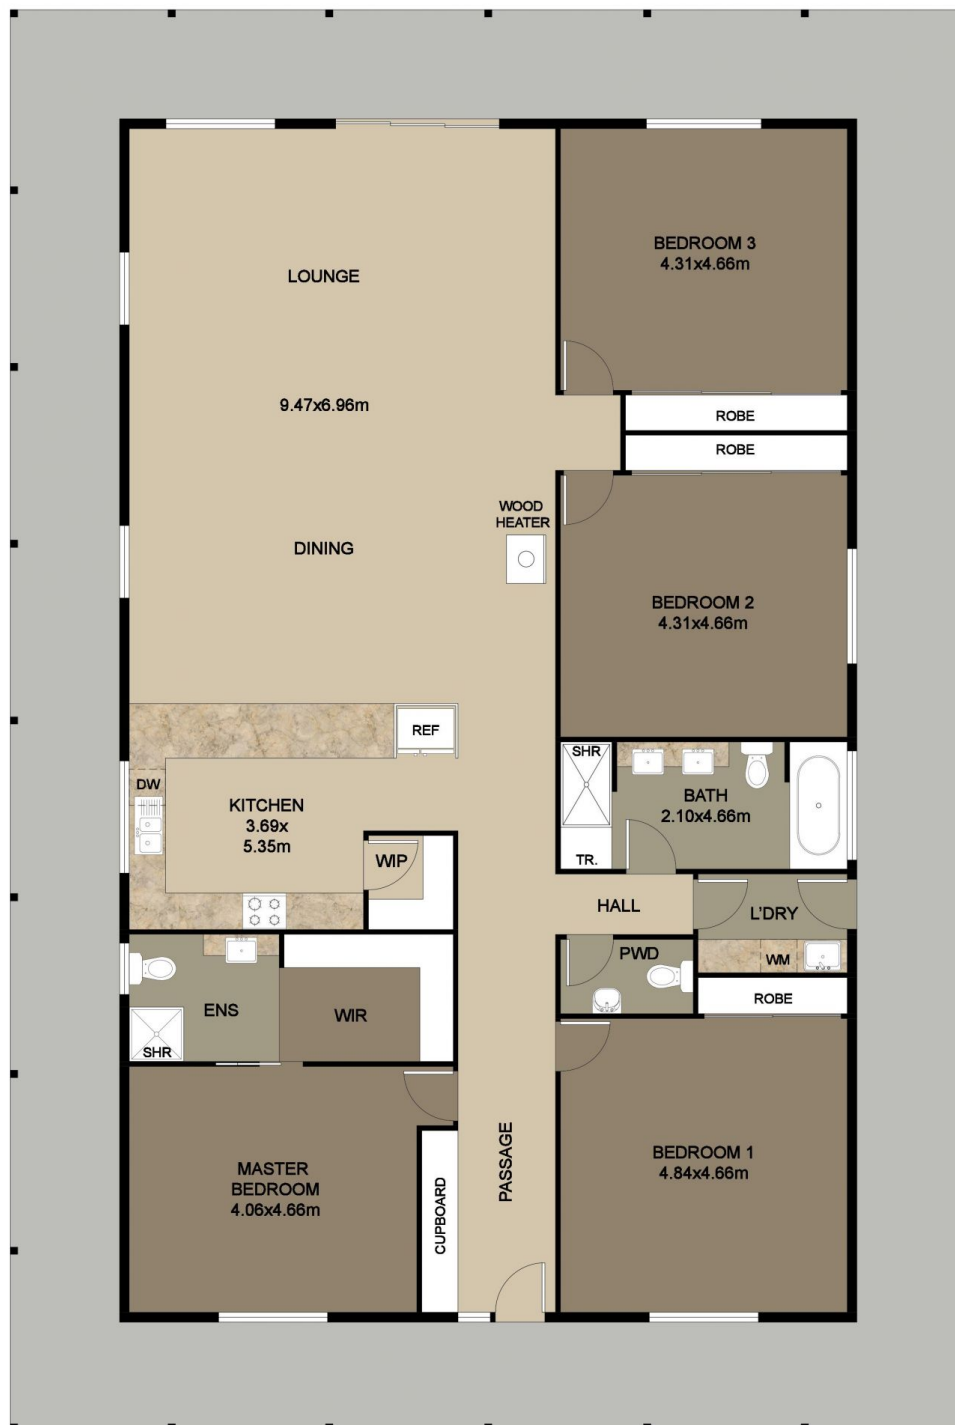 BEDROOM 3
4.31x4.66m
LOUNGE
9.47x6.96m
ROBE
ROBE
WOOD
HEATER
DINING
BEDROOM 2
4.31x4.66m
REF
SHR
DW
BATH
2.10x4.66m
KITCHEN
3.69x
5.35m
WIP
TR.
HALL
L'DRY
PWD
WM
ROBE
ENS
WIR
SHR
PASSAGE
BEDROOM 1
4.84x4.66m
MASTER
BEDROOM
4.06x4.66m
CUPBOARD